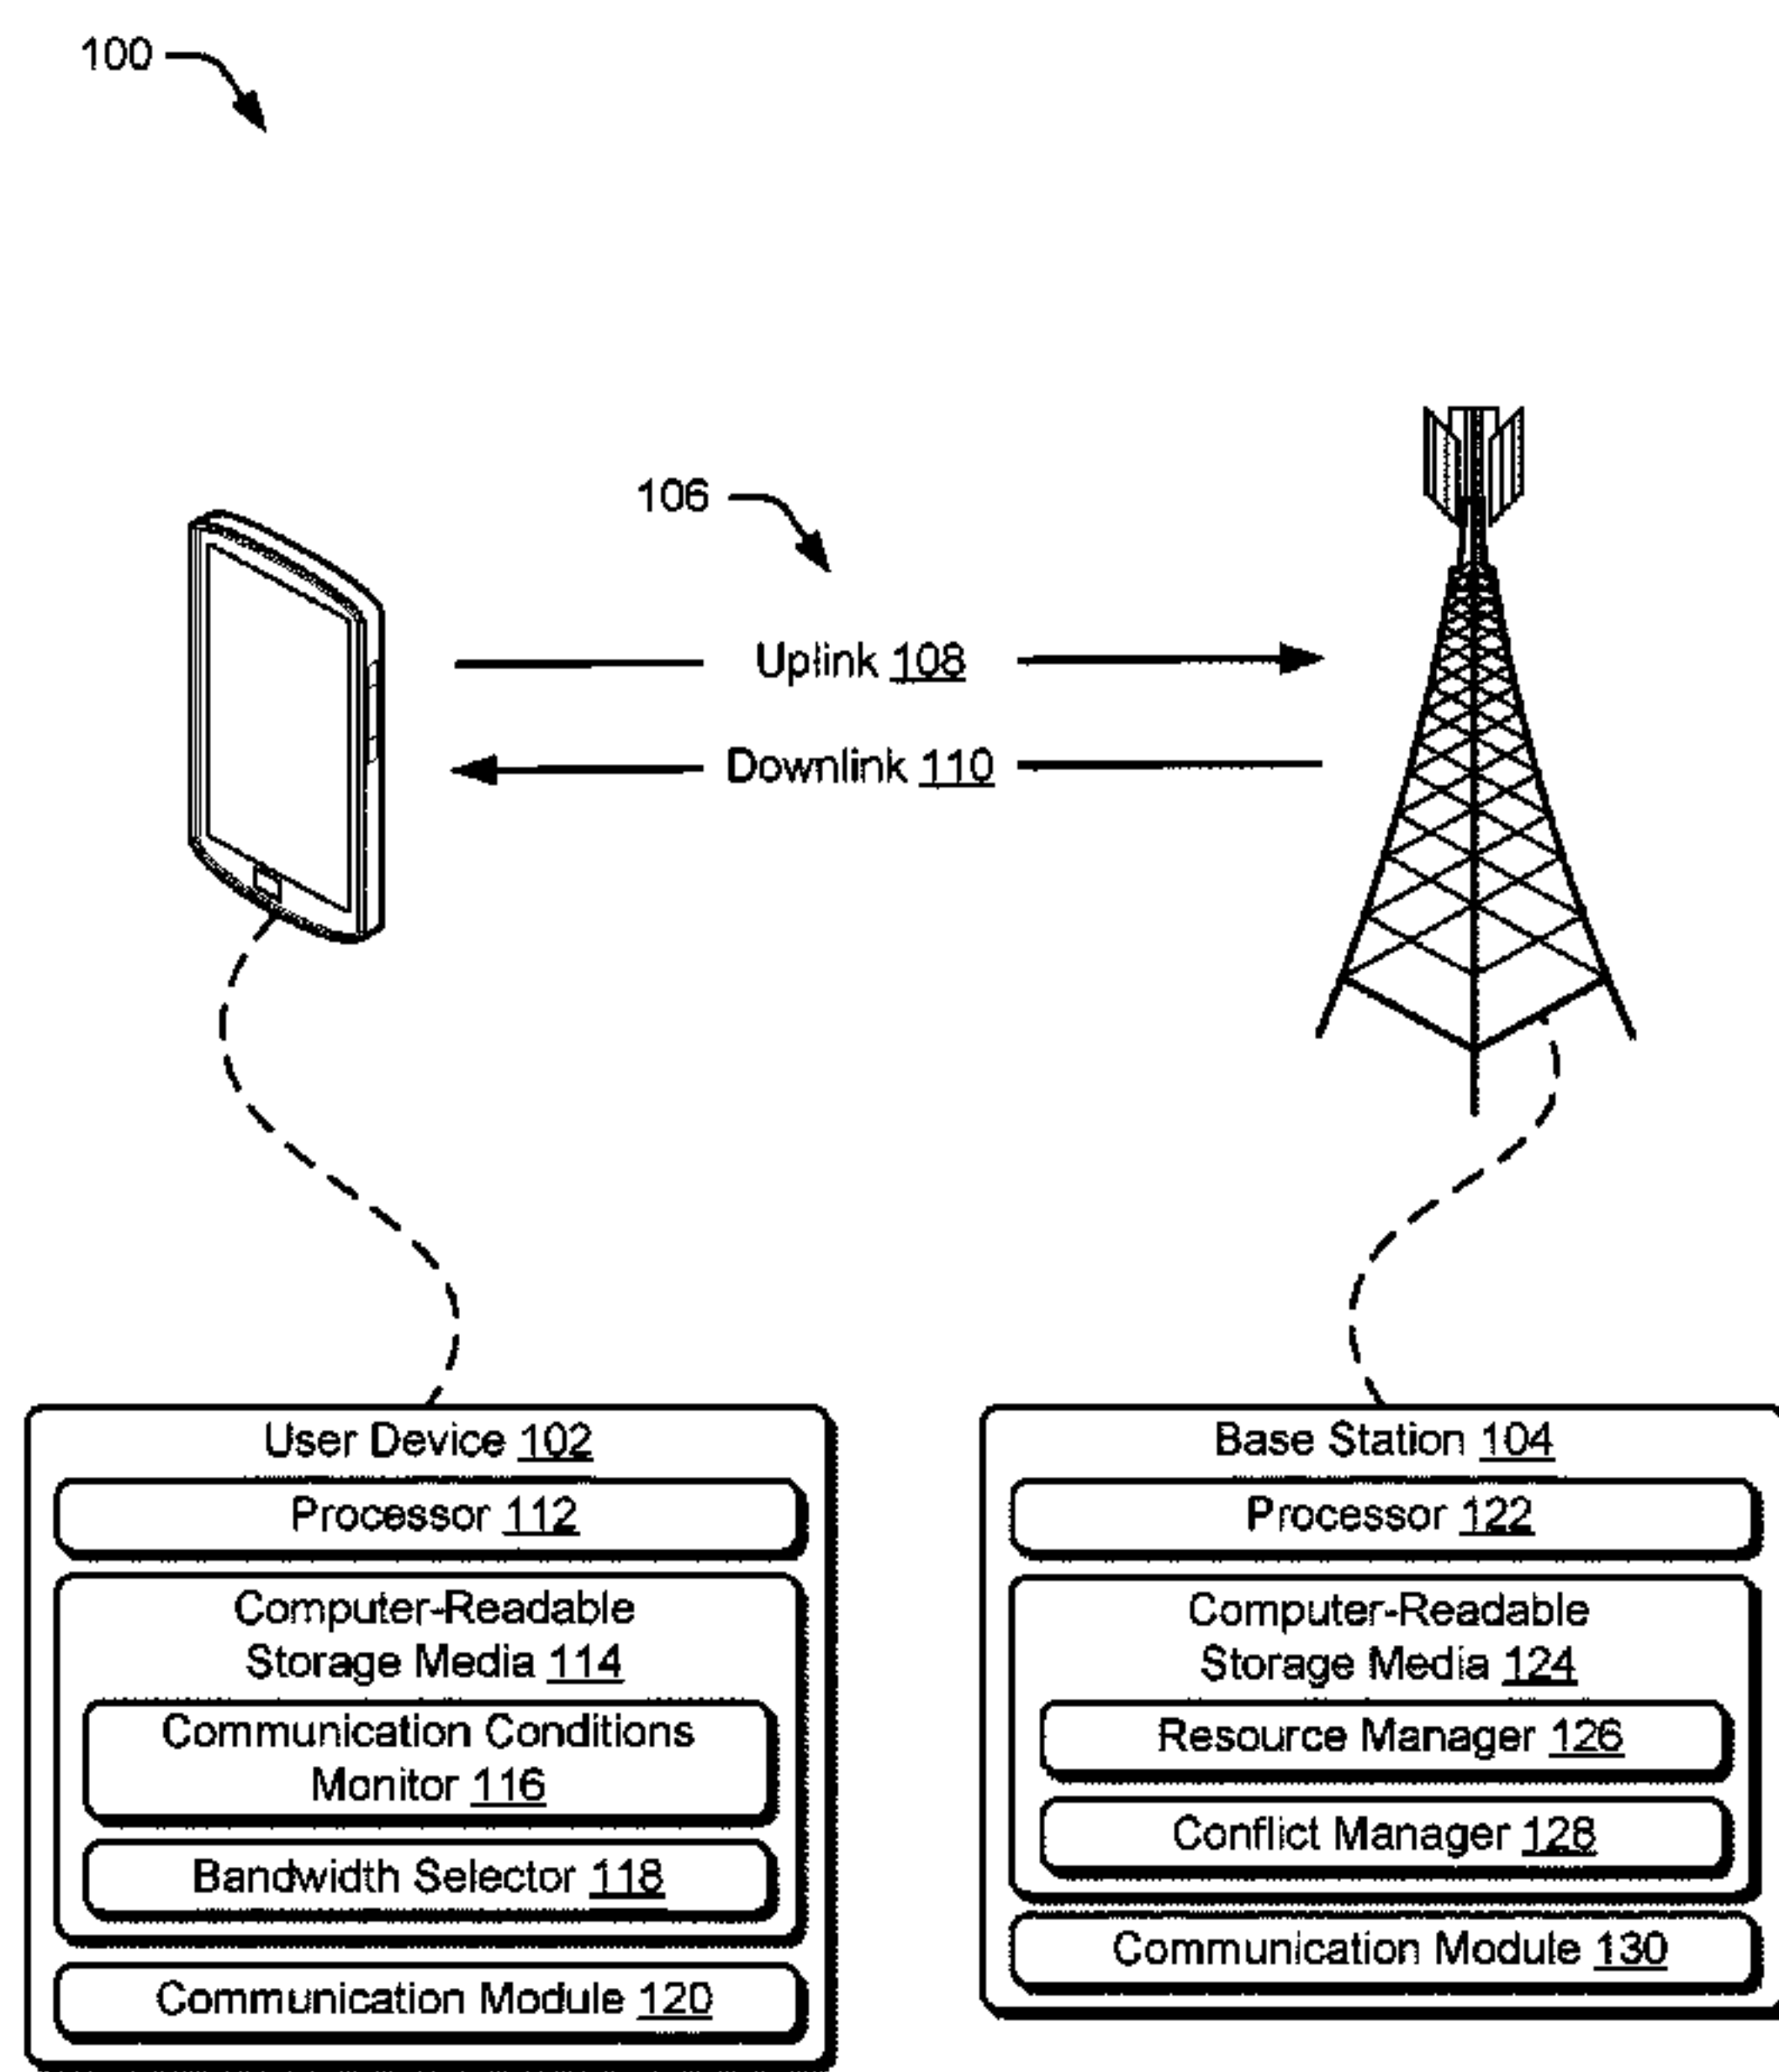 100
106
Uplink 108
Downlink 110
User Device 102
Processor 112
Computer-Readable
Storage Media 114
Communication Conditions
Monitor 116
Bandwidth Selector 118
Communication Module 120
Base Station 104
Processor 122
Computer-Readable
Storage Media 124
Resource Manager 126
Conflict Manager 128
Communication Module 130